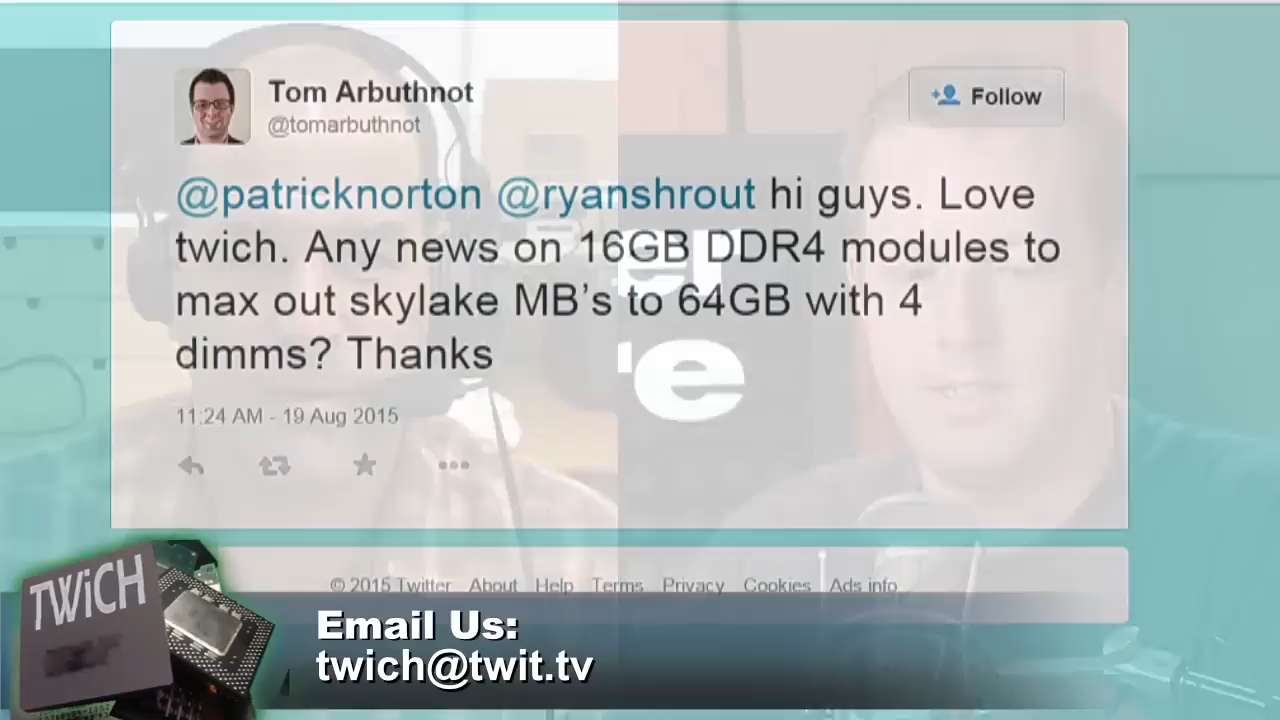 Tom Arbuthnot
@tomarbuthnot
Follow
@patricknorton @ryanshrout hi guys. Love
twich. Any news on 16GB DDR4 modules to
max out skylake MB's to 64GB with 4
dimms? Thanks
11:24 AM - 19 Aug 2015
© 2015 Twitter About Help Terms Privacy Cookies Ads info
TWiCH
Email Us:
twich@twit.tv